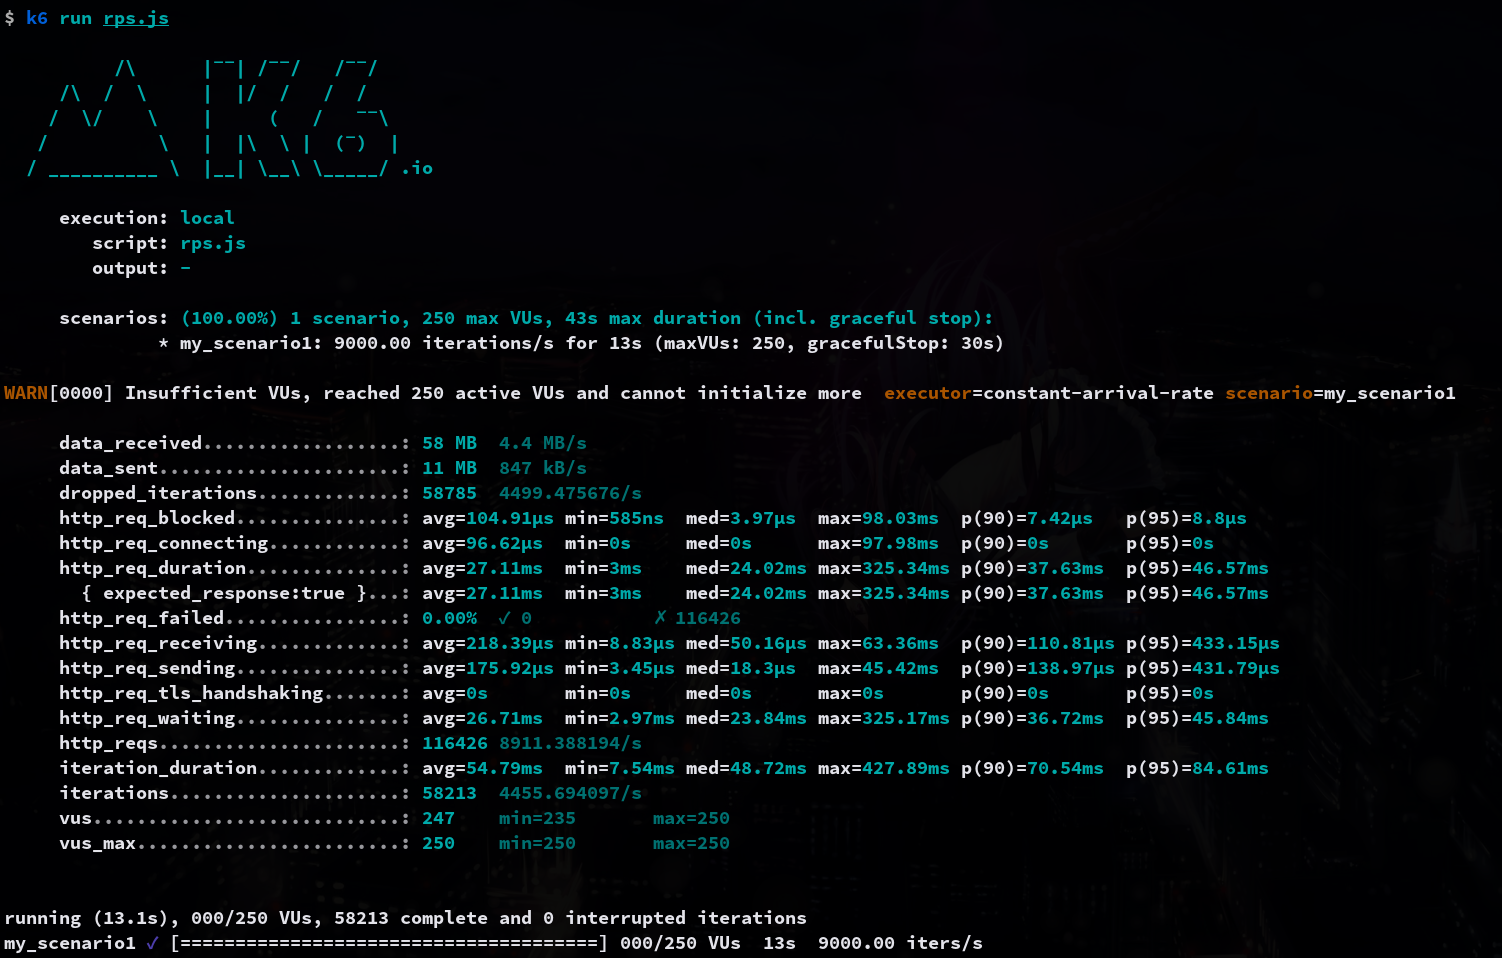 $ k6 run rps.js
          /\      |‾‾| /‾‾/   /‾‾/
     /\  /  \     |  |/  /   /  /
    /  \/    \    |     (   /   ‾‾\
   /          \   |  |\  \ |  (‾)  |
  / __________ \  |__| \__\ \_____/ .io
     execution: local
        script: rps.js
        output: -
     scenarios: (100.00%) 1 scenario, 250 max VUs, 43s max duration (incl. graceful stop):
              * my_scenario1: 9000.00 iterations/s for 13s (maxVUs: 250, gracefulStop: 30s)
WARN[0000] Insufficient VUs, reached 250 active VUs and cannot initialize more  executor=constant-arrival-rate scenario=my_scenario1
     data_received..................: 58 MB  4.4 MB/s
     data_sent......................: 11 MB  847 kB/s
     dropped_iterations.............: 58785  4499.475676/s
     http_req_blocked...............: avg=104.91µs min=585ns  med=3.97µs  max=98.03ms  p(90)=7.42µs   p(95)=8.8µs
     http_req_connecting............: avg=96.62µs  min=0s     med=0s      max=97.98ms  p(90)=0s       p(95)=0s
     http_req_duration..............: avg=27.11ms  min=3ms    med=24.02ms max=325.34ms p(90)=37.63ms  p(95)=46.57ms
       { expected_response:true }...: avg=27.11ms  min=3ms    med=24.02ms max=325.34ms p(90)=37.63ms  p(95)=46.57ms
     http_req_failed................: 0.00%  ✓ 0           ✗ 116426
     http_req_receiving.............: avg=218.39µs min=8.83µs med=50.16µs max=63.36ms  p(90)=110.81µs p(95)=433.15µs
     http_req_sending...............: avg=175.92µs min=3.45µs med=18.3µs  max=45.42ms  p(90)=138.97µs p(95)=431.79µs
     http_req_tls_handshaking.......: avg=0s       min=0s     med=0s      max=0s       p(90)=0s       p(95)=0s
     http_req_waiting...............: avg=26.71ms  min=2.97ms med=23.84ms max=325.17ms p(90)=36.72ms  p(95)=45.84ms
     http_reqs......................: 116426 8911.388194/s
     iteration_duration.............: avg=54.79ms  min=7.54ms med=48.72ms max=427.89ms p(90)=70.54ms  p(95)=84.61ms
     iterations.....................: 58213  4455.694097/s
     vus............................: 247    min=235       max=250
     vus_max........................: 250    min=250       max=250
running (13.1s), 000/250 VUs, 58213 complete and 0 interrupted iterations
my_scenario1 ✓ [======================================] 000/250 VUs  13s  9000.00 iters/s